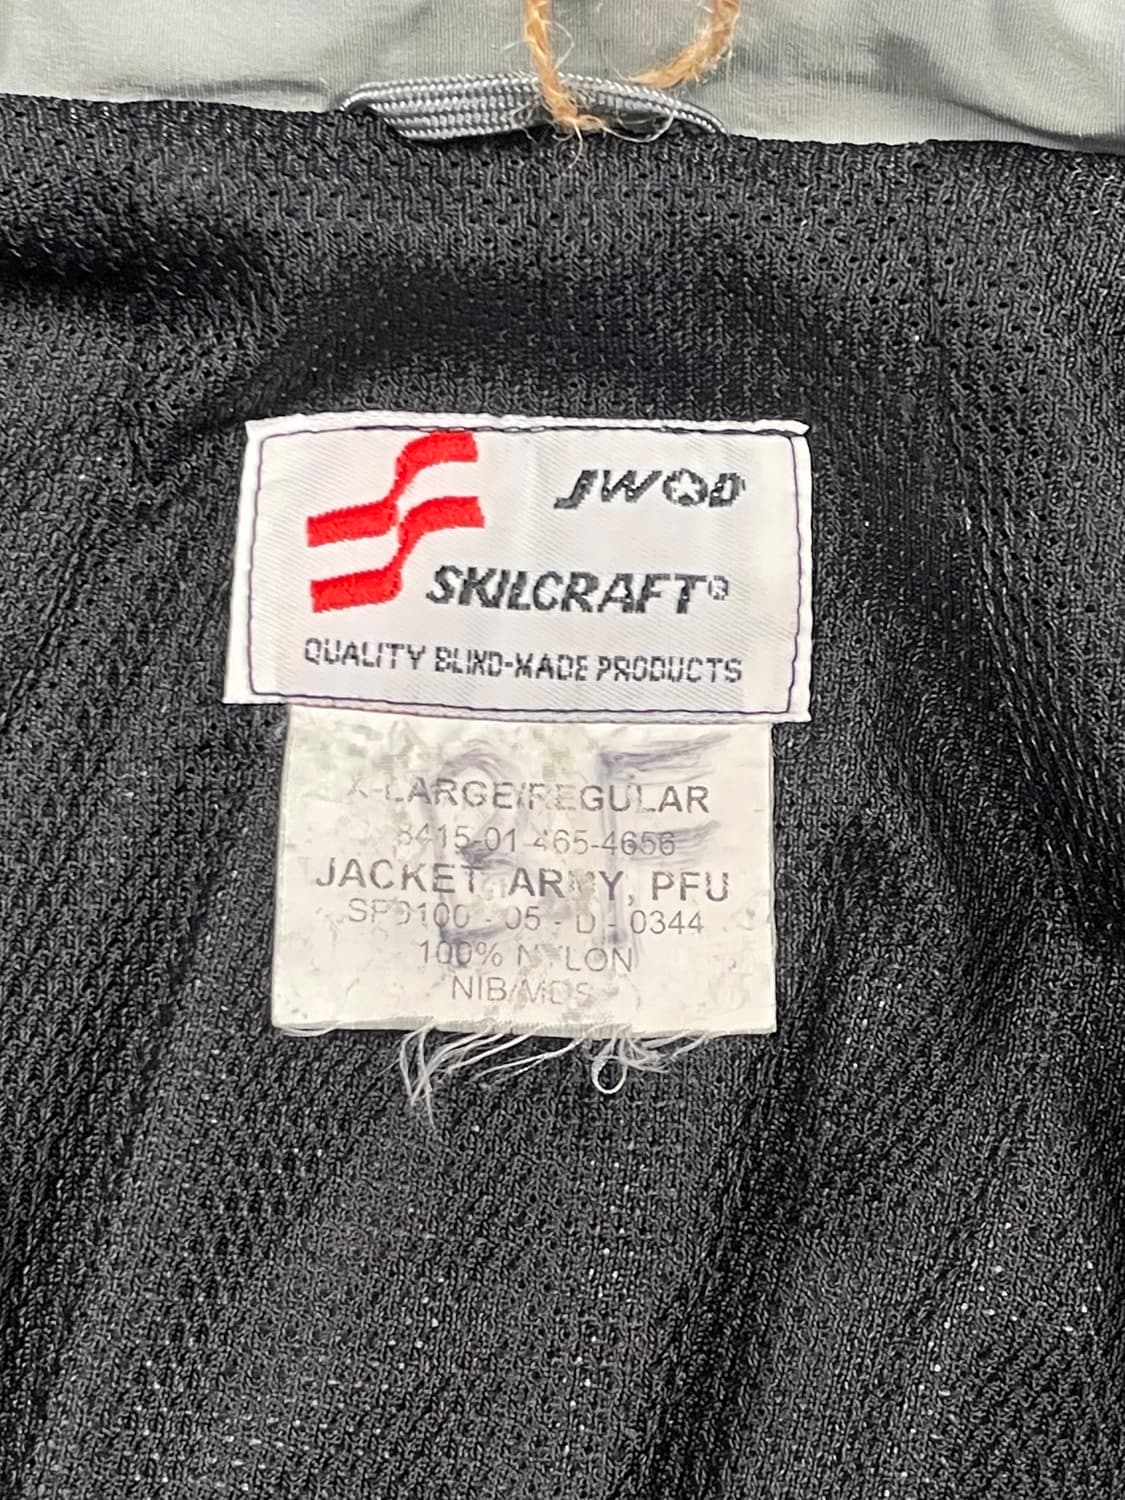 JWOD
SKILCRAFT®
QUALITY BLIND-MADE PRODUCTS
X-LARGE/REGULAR
8415-01-465-4656
JACKET, ARMY, PFU
SP0100 - 05 - D - 0344
100% NYLON
NIB/MDS